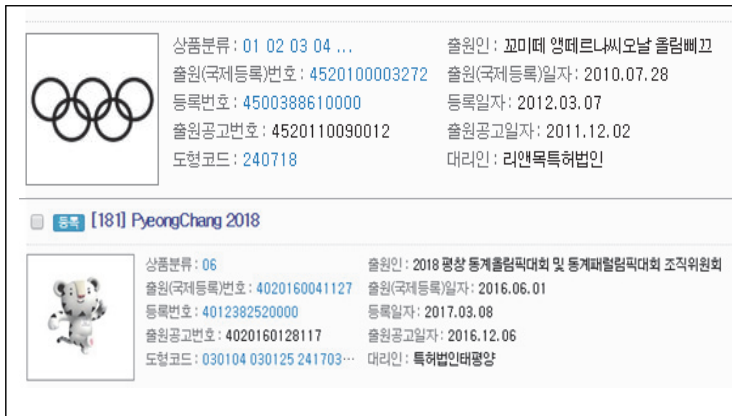 상품분류 : 01 02 03 04 ... 출원인 : 꼬미떼 앵떼르나씨오날 올림삐끄
출원(국제등록)번호 : 4520100003272 출원(국제등록)일자 : 2010.07.28
등록번호 : 4500388610000 등록일자 : 2012.03.07
출원공고번호 : 4520110090012 출원공고일자 : 2011.12.02
도형코드 : 240718 대리인 : 리앤목특허법인
등록 [181] PyeongChang 2018
상품분류 : 06 출원인 : 2018 평창 동계올림픽대회 및 동계패럴림픽대회 조직위원회
출원(국제등록)번호 : 4020160041127 출원(국제등록)일자 : 2016.06.01
등록번호 : 4012382520000 등록일자 : 2017.03.08
출원공고번호 : 4020160128117 출원공고일자 : 2016.12.06
도형코드 : 030104 030125 241703··· 대리인 : 특허법인태평양